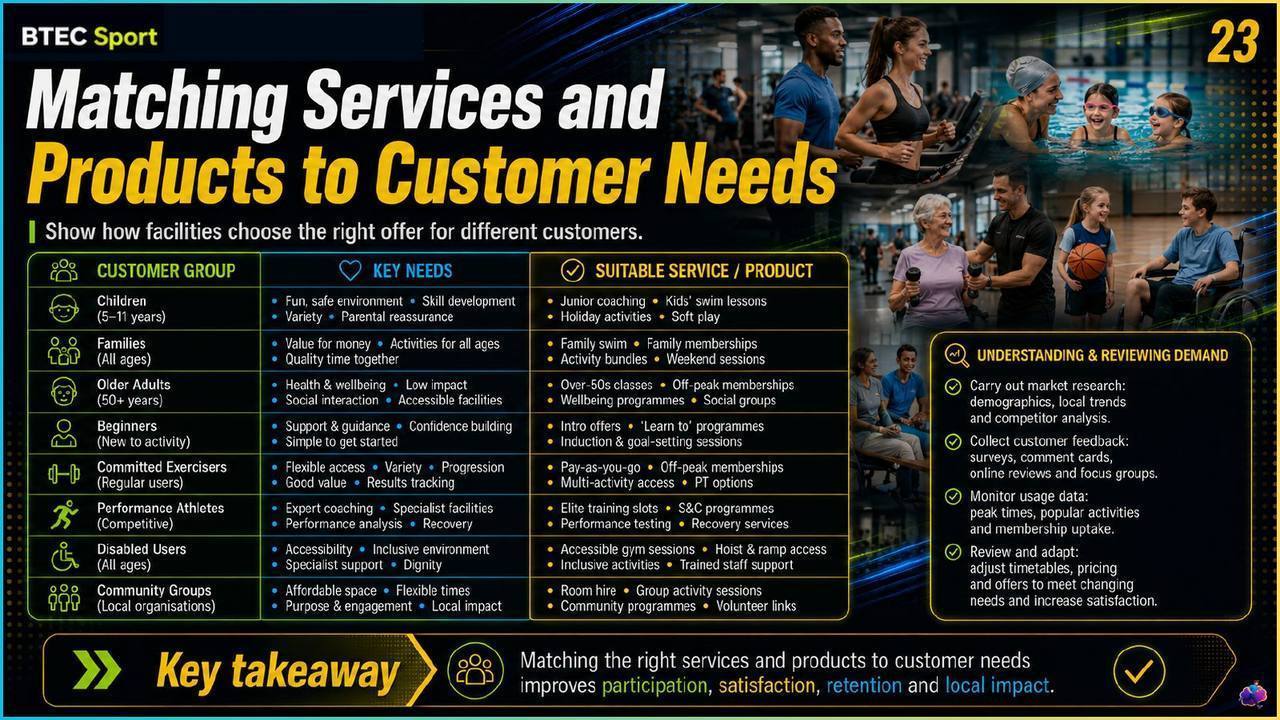 BTEC Sport
23
Matching Services and
Products to Customer Needs
Show how facilities choose the right offer for different customers.
CUSTOMER GROUP
KEY NEEDS
SUITABLE SERVICE / PRODUCT
Children
(5–11 years)
• Fun, safe environment • Skill development
• Variety • Parental reassurance
• Junior coaching • Kids' swim lessons
• Holiday activities • Soft play
Families
(All ages)
• Value for money • Activities for all ages
• Quality time together
• Family swim • Family memberships
• Activity bundles • Weekend sessions
Older Adults
(50+ years)
• Health & wellbeing • Low impact
• Social interaction • Accessible facilities
• Over-50s classes • Off-peak memberships
• Wellbeing programmes • Social groups
Beginners
(New to activity)
• Support & guidance • Confidence building
• Simple to get started
• Intro offers • 'Learn to' programmes
• Induction & goal-setting sessions
Committed Exercisers
(Regular users)
• Flexible access • Variety • Progression
• Good value • Results tracking
• Pay-as-you-go • Off-peak memberships
• Multi-activity access • PT options
Performance Athletes
(Competitive)
• Expert coaching • Specialist facilities
• Performance analysis • Recovery
• Elite training slots • S&C programmes
• Performance testing • Recovery services
Disabled Users
(All ages)
• Accessibility • Inclusive environment
• Specialist support • Dignity
• Accessible gym sessions • Hoist & ramp access
• Inclusive activities • Trained staff support
Community Groups
(Local organisations)
• Affordable space • Flexible times
• Purpose & engagement • Local impact
• Room hire • Group activity sessions
• Community programmes • Volunteer links
UNDERSTANDING & REVIEWING DEMAND
Carry out market research:
demographics, local trends
and competitor analysis.
Collect customer feedback:
surveys, comment cards,
online reviews and focus groups.
Monitor usage data:
peak times, popular activities
and membership uptake.
Review and adapt:
adjust timetables, pricing
and offers to meet changing
needs and increase satisfaction.
Key takeaway
Matching the right services and products to customer needs
improves participation, satisfaction, retention and local impact.